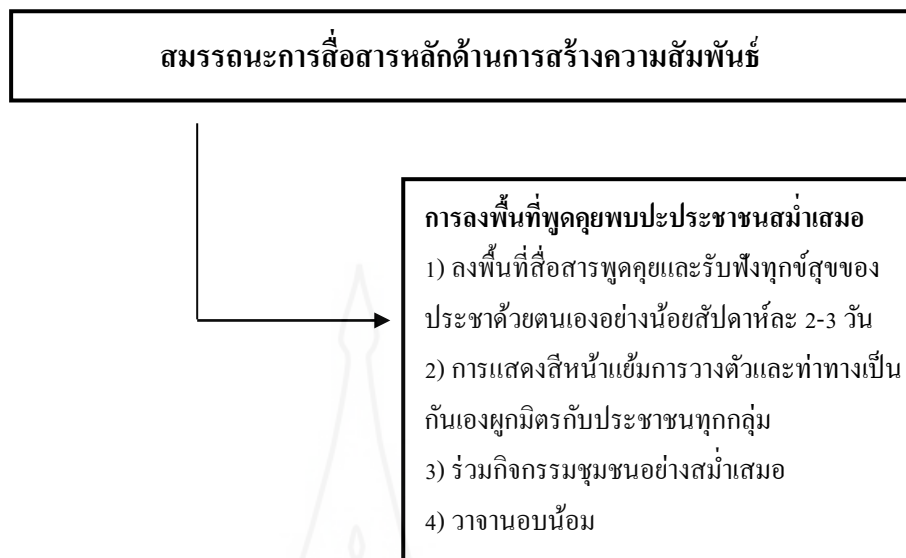 สมรรถนะการสื่อสารหลักด้านการสร้างความสัมพันธ์
การลงพื้นที่พูดคุยพบปะประชาชนสม่ำเสมอ
1) ลงพื้นที่สื่อสารพูดคุยและรับฟังทุกข์สุขของ
ประชาด้วยตนเองอย่างน้อยสัปดาห์ละ 2-3 วัน
2) การแสดงสีหน้าแย้มการวางตัวและท่าทางเป็น
กันเองผูกมิตรกับประชาชนทุกกลุ่ม
3) ร่วมกิจกรรมชุมชนอย่างสม่ำเสมอ
4) วาจานอบน้อม